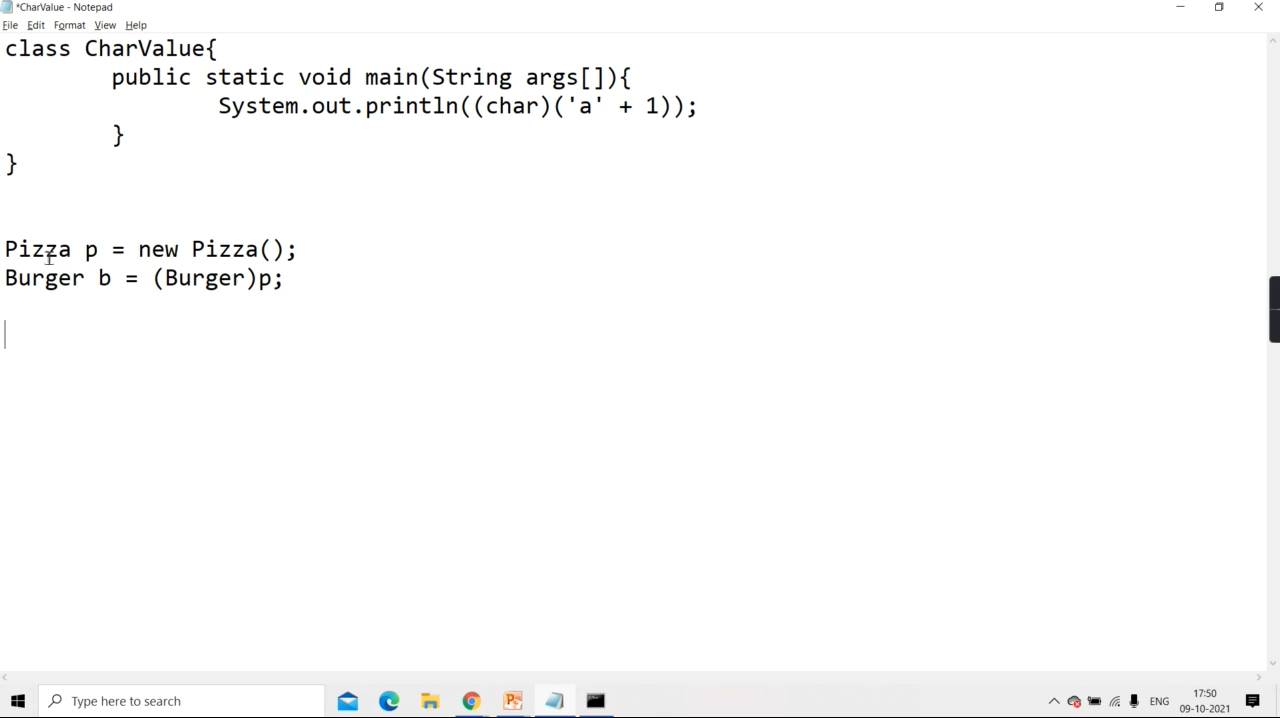 *CharValue - Notepad
File Edit Format View Help
class CharValue{
public static void main(String args[]){
System.out.println((char)('a' + 1));
}
}
Pizza p = new Pizza();
Burger b = (Burger)p;
Type here to search
ENG
17:50
09-10-2021